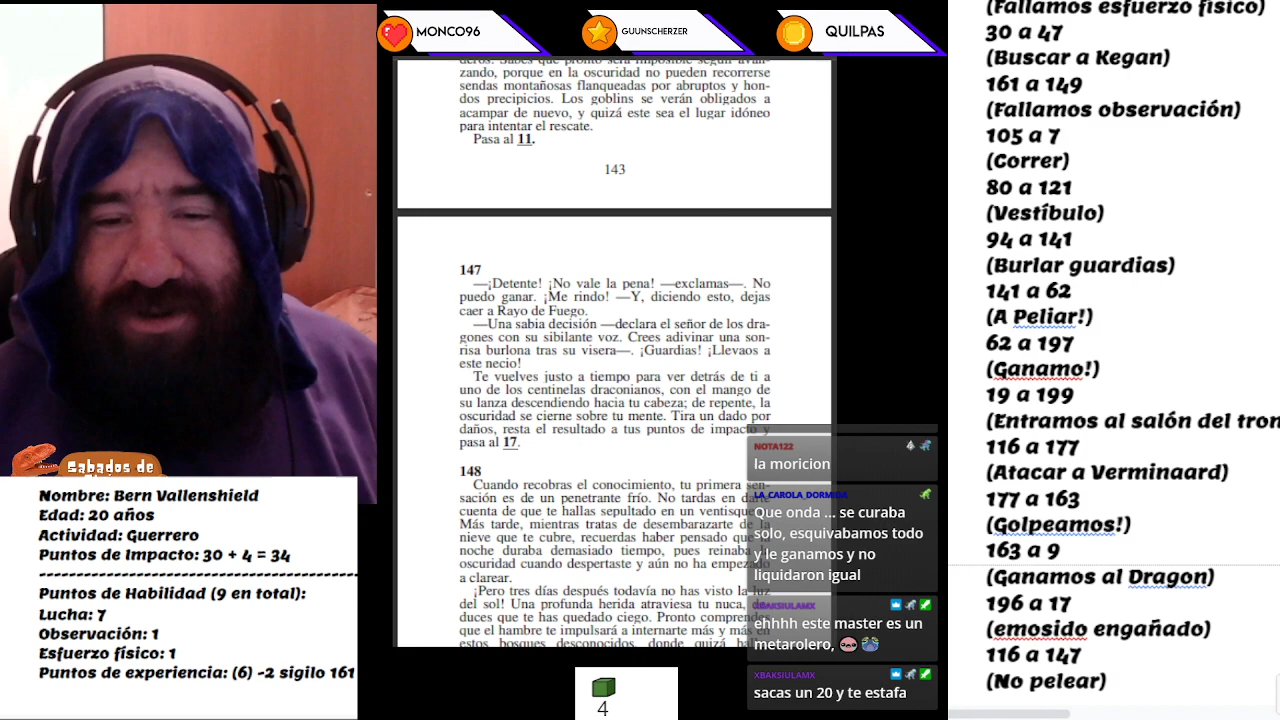 MONCO96
GUUNSCHERZER
QUILPAS
zando, porque en la oscuridad no pueden recorrerse
sendas montañosas flanqueadas por abruptos y hon-
dos precipicios. Los goblins se verán obligados a
acampar de nuevo, y quizá este sea el lugar idóneo
para intentar el rescate.
Pasa al 11.
143
147
—¡Detente! ¡No vale la pena! —exclamas—. No
puedo ganar. ¡Me rindo! —Y, diciendo esto, dejas
caer a Rayo de Fuego.
—Una sabia decisión —declara el señor de los dra-
gones con su sibilante voz. Crees adivinar una son-
risa burlona tras su visera—. ¡Guardias! ¡Llevaos a
este necio!
Te vuelves justo a tiempo para ver detrás de ti a
uno de los centinelas draconianos, con el mango de
su lanza descendiendo hacia tu cabeza; de repente, la
oscuridad se cierne sobre tu mente. Tira un dado por
daños, resta el resultado a tus puntos de impacto y
pasa al 17.
148
Cuando recobras el conocimiento, tu primera sen-
sación es de un penetrante frío. No tardas en
cuenta de que te hallas sepultado en un
Más tarde, mientras tratas de desembarazarte de
nieve que te cubre, recuerdas haber pensado que
noche duraba demasiado tiempo, pues reinaba
oscuridad cuando despertaste y aún no ha
a clarear.
¡Pero tres días después todavía no has visto la luz
del sol! Una profunda herida atraviesa tu nuca,
duces que te has quedado ciego. Pronto
que el hambre te impulsará a internarte más y más
estos bosques desconocidos, donde quizá
NOTA122
la moricion
LA_CAROLA_DORMIDA
Que onda ... se curaba
solo, esquivabamos todo
y le ganamos y no
liquidaron igual
XBAKSIULAMX
ehhhh este master es un
metarolero,
XBAKSIULAMX
sacas un 20 y te estafa
4
Sabados de
Nombre: Bern Vallenshield
Edad: 20 años
Actividad: Guerrero
Puntos de Impacto: 30 + 4 = 34
Puntos de Habilidad (9 en total):
Lucha: 7
Observación: 1
Esfuerzo físico: 1
Puntos de experiencia: (6) -2 sigilo 161
(Fallamos esfuerzo físico)
30 a 47
(Buscar a Kegan)
161 a 149
(Fallamos observación)
105 a 7
(Correr)
80 a 121
(Vestíbulo)
94 a 141
(Burlar guardias)
141 a 62
(A Peliar!)
62 a 197
(Ganamo!)
19 a 199
(Entramos al salón del tron
116 a 177
(Atacar a Verminaard)
177 a 163
(Golpeamos!)
163 a 9
(Ganamos al Dragon)
196 a 17
(emosido engañado)
116 a 147
(No pelear)